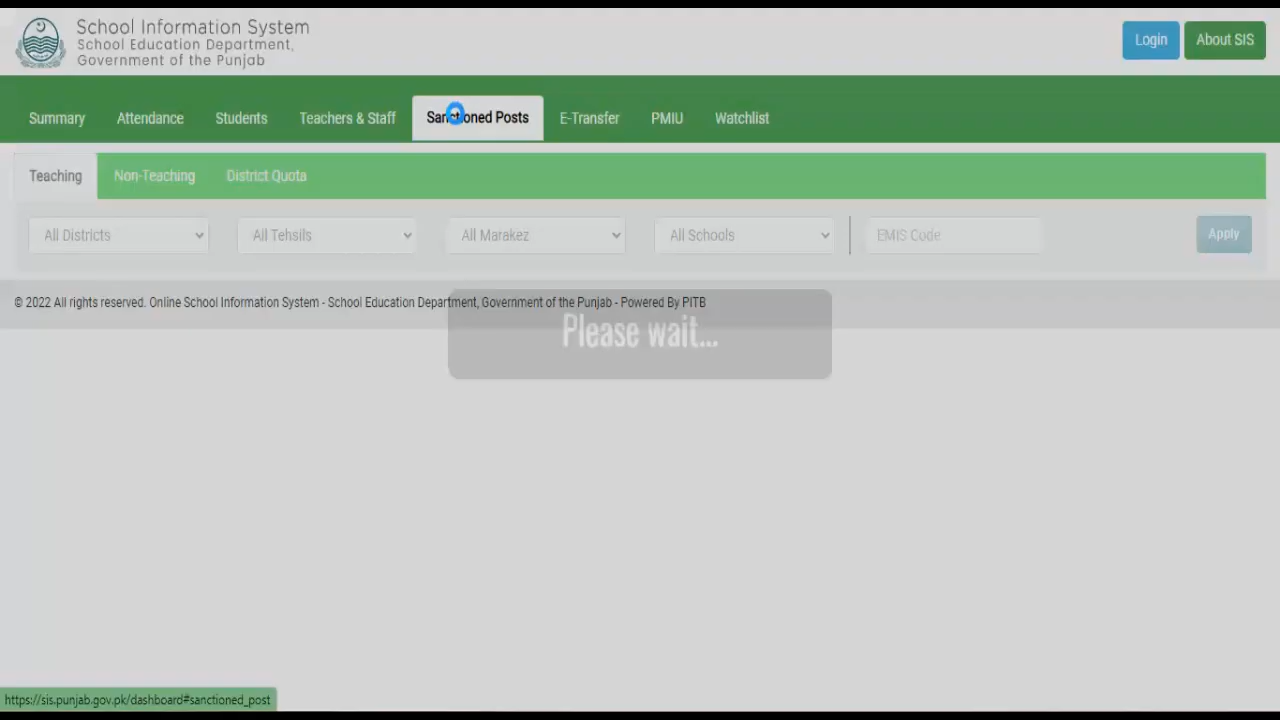 School Information System
School Education Department,
Government of the Punjab
Login
About SIS
Summary
Attendance
Students
Teachers & Staff
Sanctioned Posts
E-Transfer
PMIU
Watchlist
Teaching
Non-Teaching
District Quota
All Districts
All Tehsils
All Marakez
All Schools
EMIS Code
Apply
© 2022 All rights reserved. Online School Information System - School Education Department, Government of the Punjab - Powered By PITB
Please wait...
https://sis.punjab.gov.pk/dashboard#sanctioned_post